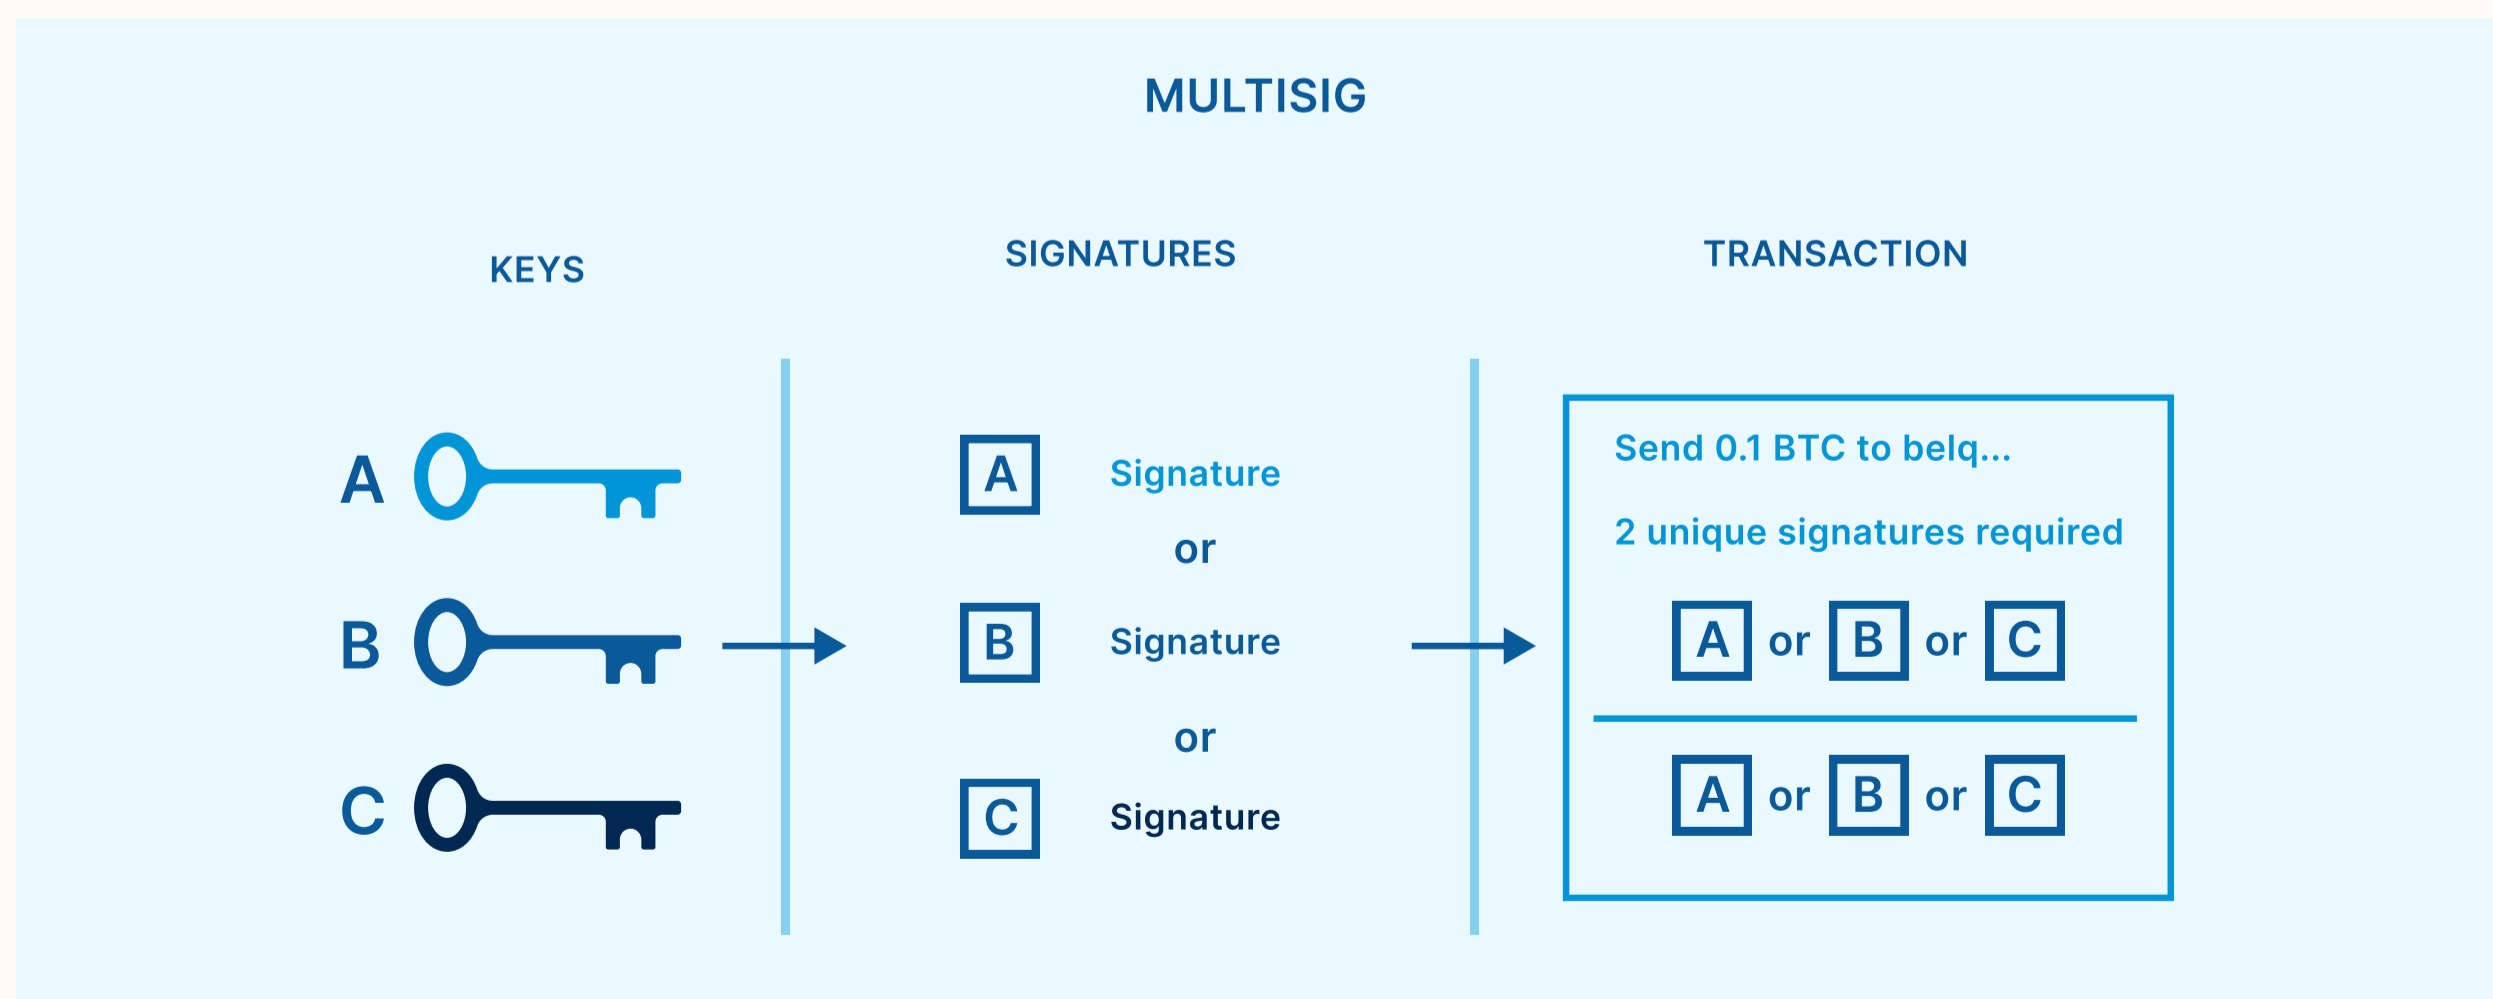 MULTISIG
KEYS
SIGNATURES
TRANSACTION
A
B
C
A Signature
or
B Signature
or
C Signature
Send 0.1 BTC to belq...
2 unique signatures required
A or B or C
A or B or C